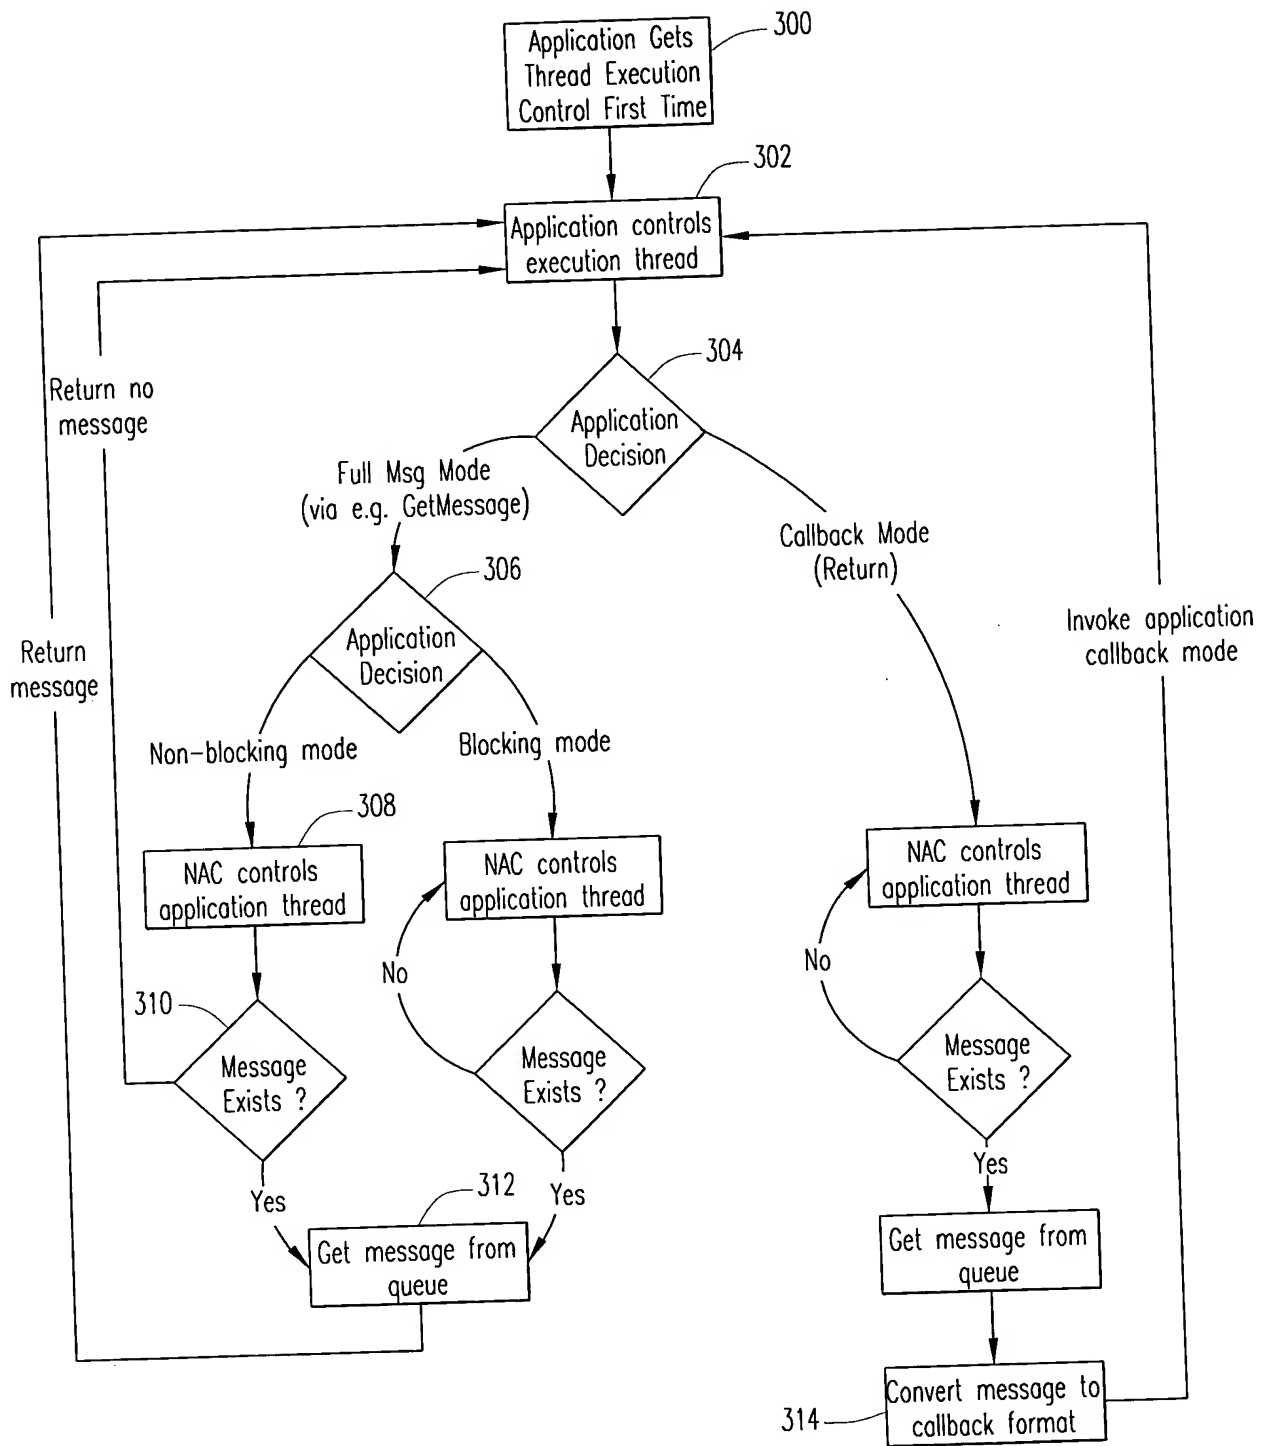 300
Application Gets
Thread Execution
Control First Time
302
Application controls
execution thread
304
Application
Decision
Return no
message
Full Msg Mode
(via e.g. GetMessage)
Callback Mode
(Return)
306
Application
Decision
Return
message
Invoke application
callback mode
Non-blocking mode
Blocking mode
308
NAC controls
application thread
NAC controls
application thread
NAC controls
application thread
No
No
310
Message
Exists ?
Message
Exists ?
Message
Exists ?
Yes
Yes
Yes
312
Get message from
queue
Get message from
queue
314
Convert message to
callback format